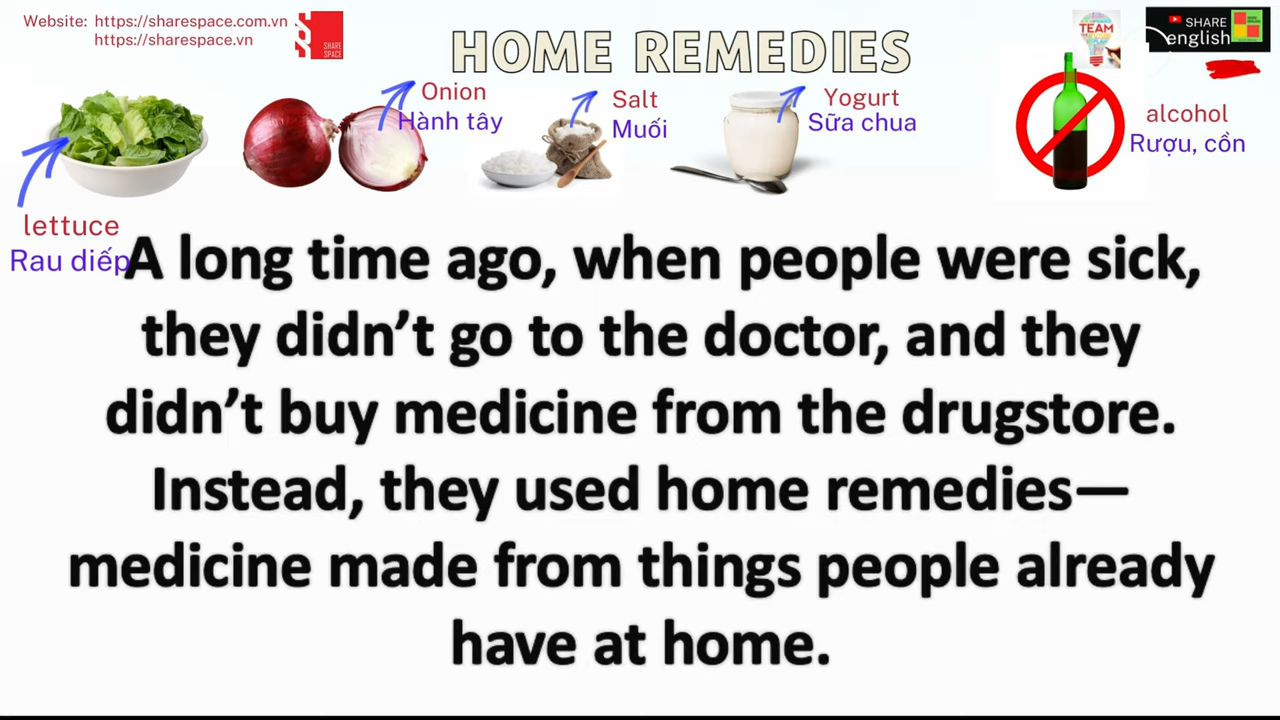 Website: https://sharespace.com.vn
https://sharespace.vn
SHARE
SPACE
HOME REMEDIES
TEAM
SHARE
english
Onion
Hành tây
Salt
Muối
Yogurt
Sữa chua
alcohol
Rượu, cồn
lettuce
Rau diếp
A long time ago, when people were sick,
they didn’t go to the doctor, and they
didn’t buy medicine from the drugstore.
Instead, they used home remedies—
medicine made from things people already
have at home.